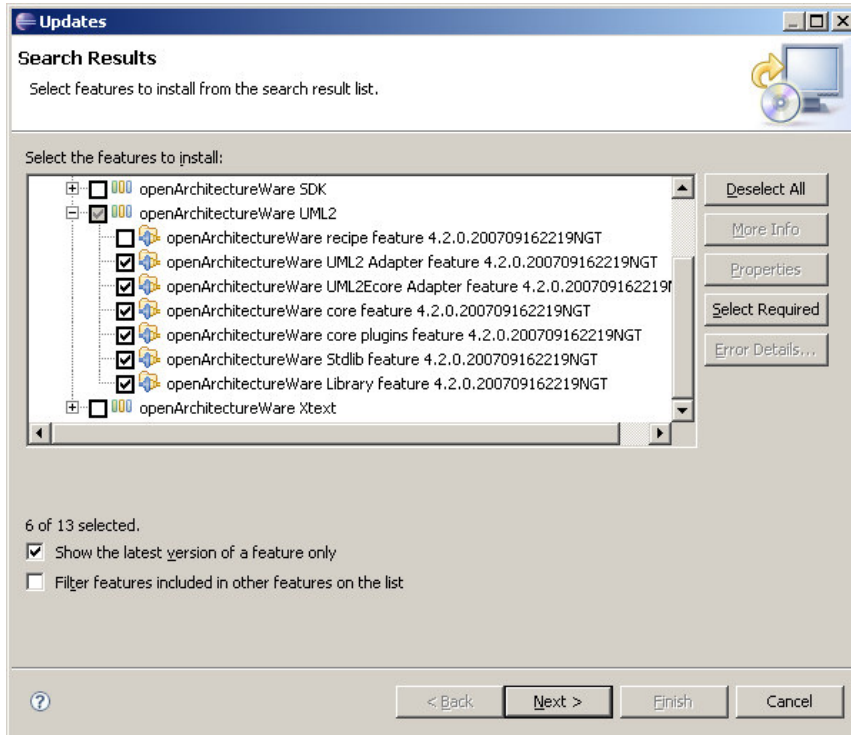 Updates
Search Results
Select features to install from the search result list.
Select the features to install:
openArchitectureWare SDK
openArchitectureWare UML2
openArchitectureWare recipe feature 4.2.0.200709162219NGT
openArchitectureWare UML2 Adapter feature 4.2.0.200709162219NGT
openArchitectureWare UML2Ecore Adapter feature 4.2.0.200709162219N
openArchitectureWare core feature 4.2.0.200709162219NGT
openArchitectureWare core plugins feature 4.2.0.200709162219NGT
openArchitectureWare Stdlib feature 4.2.0.200709162219NGT
openArchitectureWare Library feature 4.2.0.200709162219NGT
openArchitectureWare Xtext
Deselect All
More Info
Properties
Select Required
Error Details...
6 of 13 selected.
Show the latest version of a feature only
Filter features included in other features on the list
?
< Back
Next >
Finish
Cancel